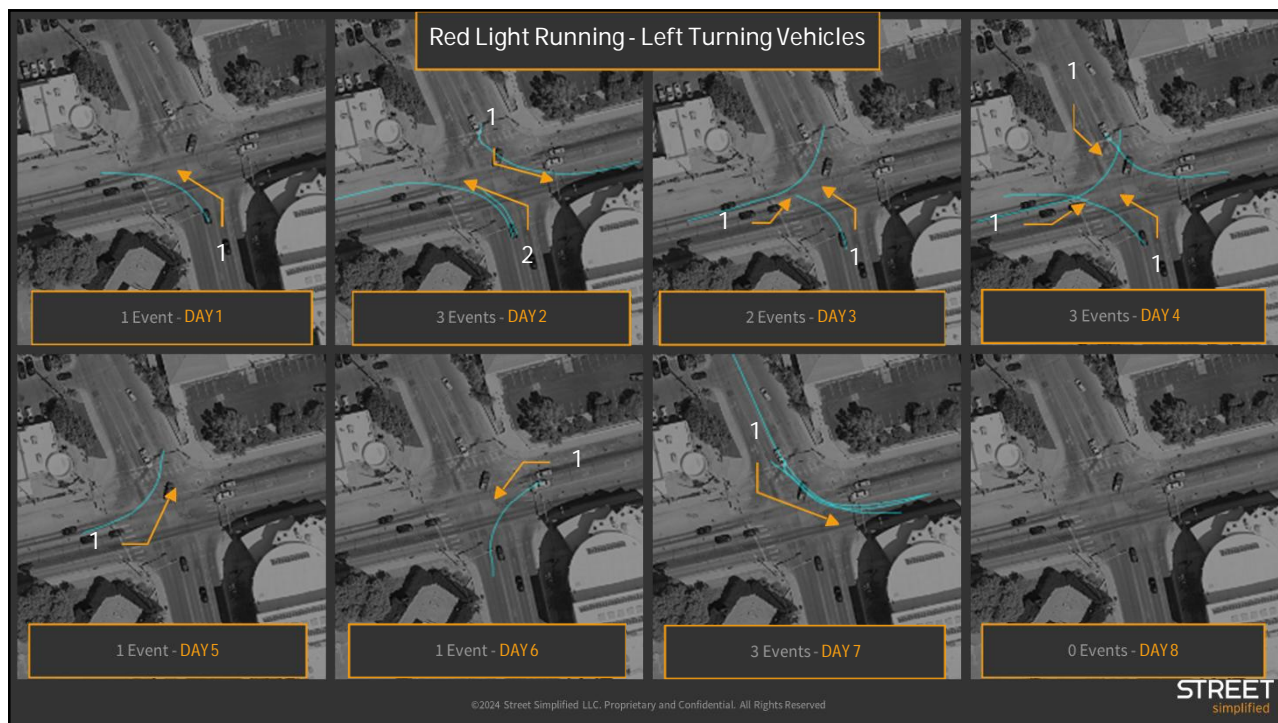 Red Light Running - Left Turning Vehicles
1
1 Event - DAY 1
1
2
3 Events - DAY 2
1
1
2 Events - DAY 3
1
1
1
3 Events - DAY 4
1
1 Event - DAY 5
1
1 Event - DAY 6
1
3 Events - DAY 7
0 Events - DAY 8
©2024 Street Simplified LLC. Proprietary and Confidential. All Rights Reserved
STREET
simplified